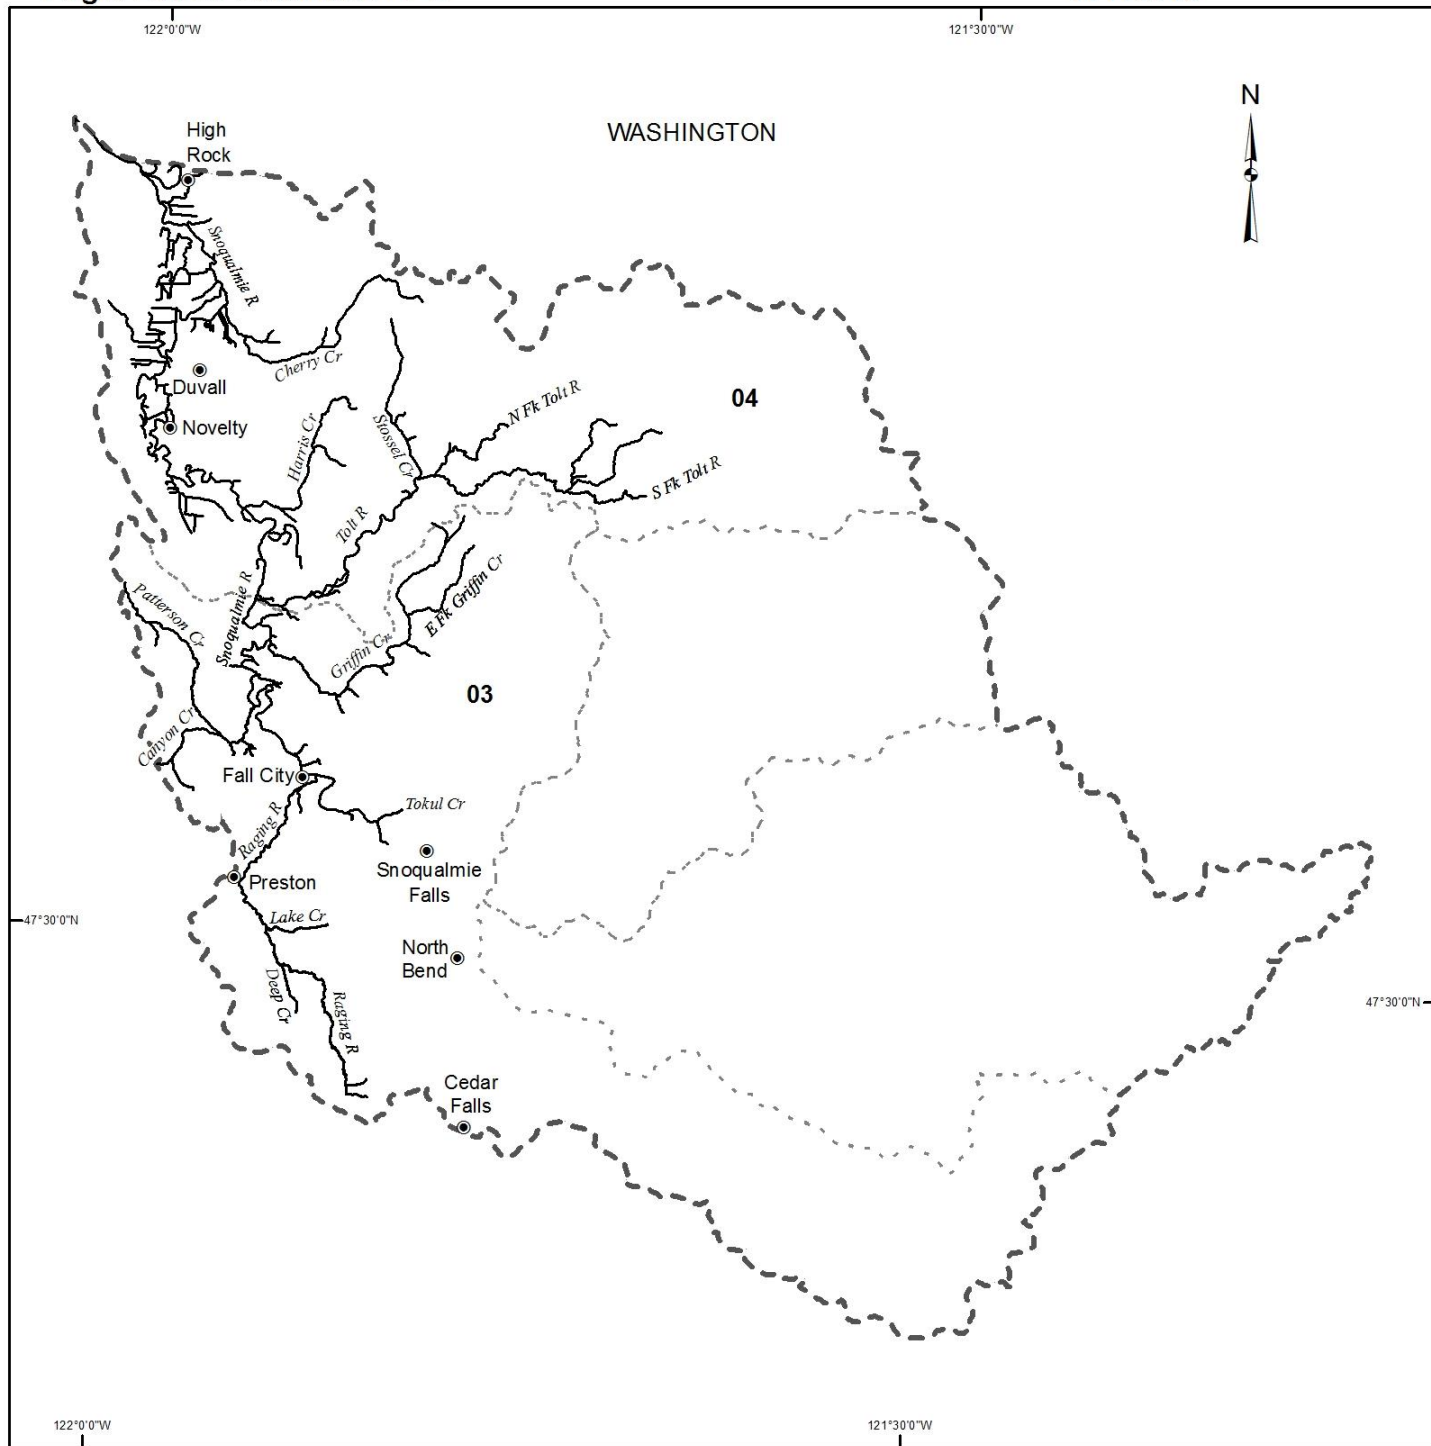 122°0'0"W
121°30'0"W
N
WASHINGTON
High
Rock
Snoqualmie R
Cherry Cr
Duvall
Novelty
Harris Cr
Stossel Cr
N Fk Tolt R
04
S Fk Tolt R
Tolt R
Patterson Cr
Snoqualmie R
Griffin Cr
E Fk Griffin Cr
03
Canyon Cr
Fall City
Tokul Cr
Raging R
Snoqualmie
Falls
Preston
Lake Cr
47°30'0"N
North
Bend
Deep Cr
Raging R
47°30'0"N
Cedar
Falls
122°0'0"W
121°30'0"W